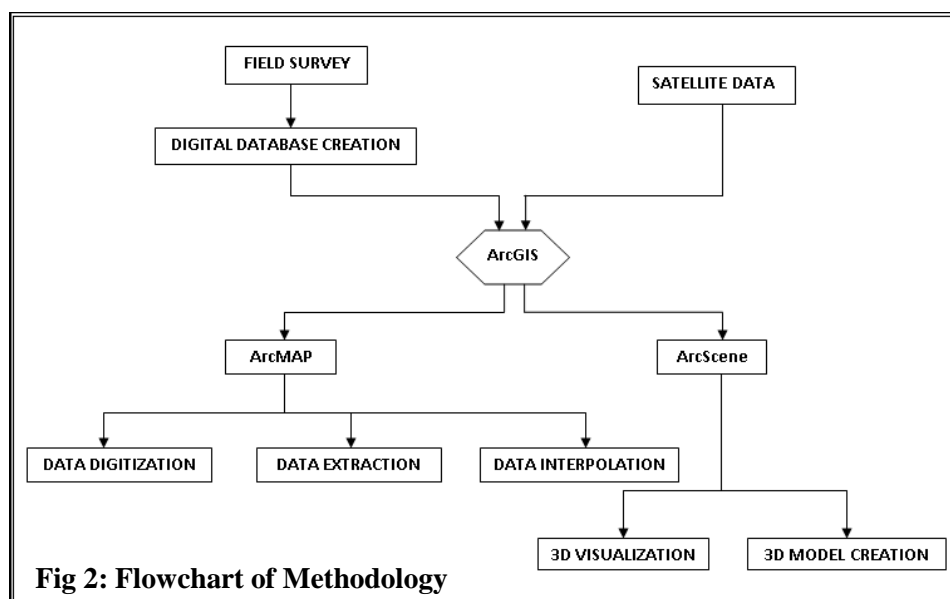 FIELD SURVEY
SATELLITE DATA
DIGITAL DATABASE CREATION
ArcGIS
ArcMAP
ArcScene
DATA DIGITIZATION
DATA EXTRACTION
DATA INTERPOLATION
3D VISUALIZATION
3D MODEL CREATION
Fig 2: Flowchart of Methodology